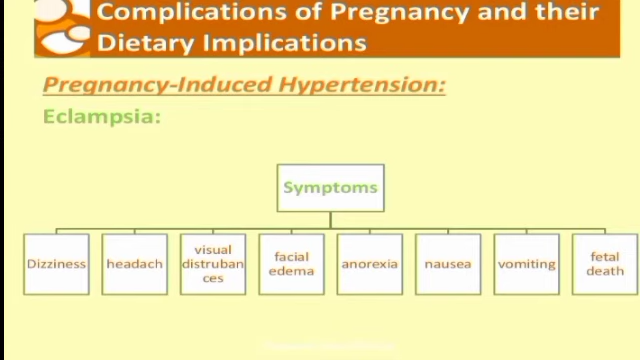 Complications of Pregnancy and their
Dietary Implications
Pregnancy-Induced Hypertension:
Eclampsia:
Symptoms
Dizziness
headach
visual
distruban
ces
facial
edema
anorexia
nausea
vomiting
fetal
death